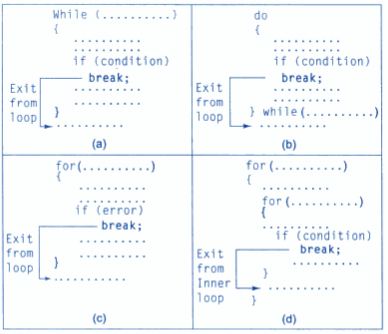 While (..........)
{
..........
..........
if (condition)
break;
..........
..........
}
..........
Exit
from
loop
(a)
do
{
..........
..........
if (condition)
break;
..........
..........
} while(..........)
..........
Exit
from
loop
(b)
for(..........)
{
..........
..........
if (error)
break;
..........
..........
}
..........
Exit
from
loop
(c)
for(..........)
{
..........
for(..........)
{
..........
if (condition)
break;
..........
}
..........
}
Exit
from
Inner
loop
(d)